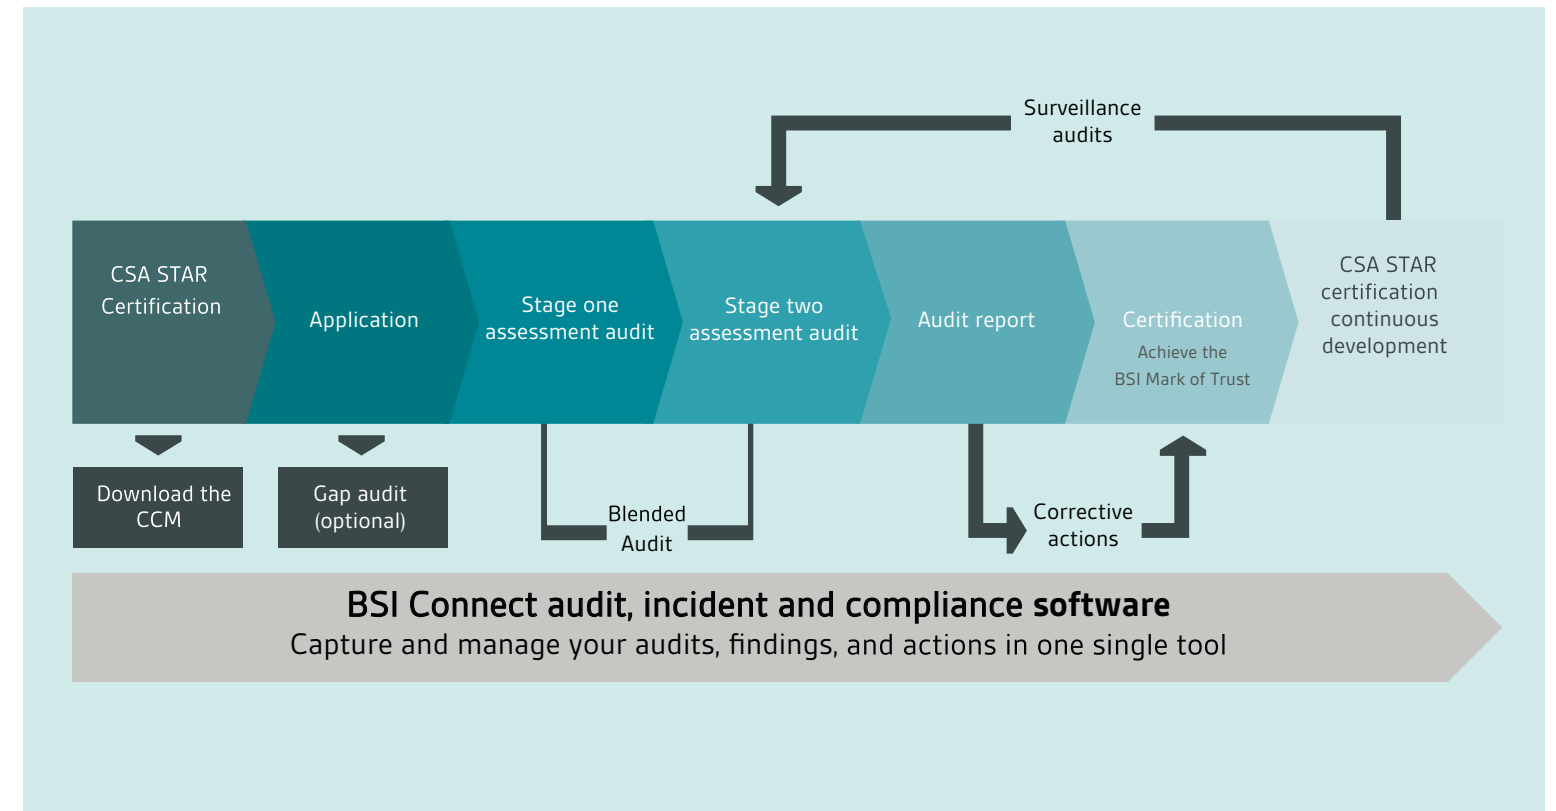 Surveillance
audits
CSA STAR
Certification
Application
Stage one
assessment audit
Stage two
assessment audit
Audit report
Certification
Achieve the
BSI Mark of Trust
CSA STAR
certification
continuous
development
Download the
CCM
Gap audit
(optional)
Blended
Audit
Corrective
actions
BSI Connect audit, incident and compliance software
Capture and manage your audits, findings, and actions in one single tool